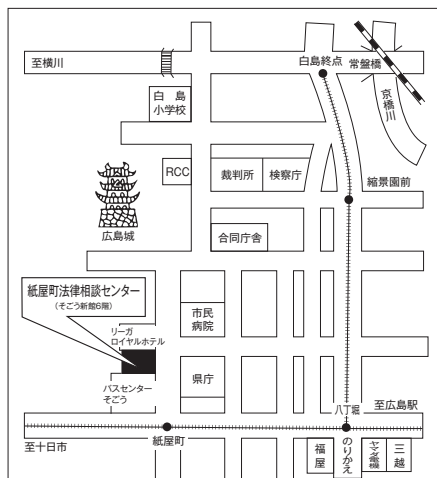 白島終点
常盤橋
至横川
京橋川
白島
小学校
RCC
裁判所
検察庁
縮景園前
広島城
合同庁舎
紙屋町法律相談センター
(そごう新館6階)
市民
病院
リーガ
ロイヤルホテル
県庁
バスセンター
そごう
八丁堀
至広島駅
紙屋町
至十日市
福屋
のりかえ
ヤマダ電機
三越